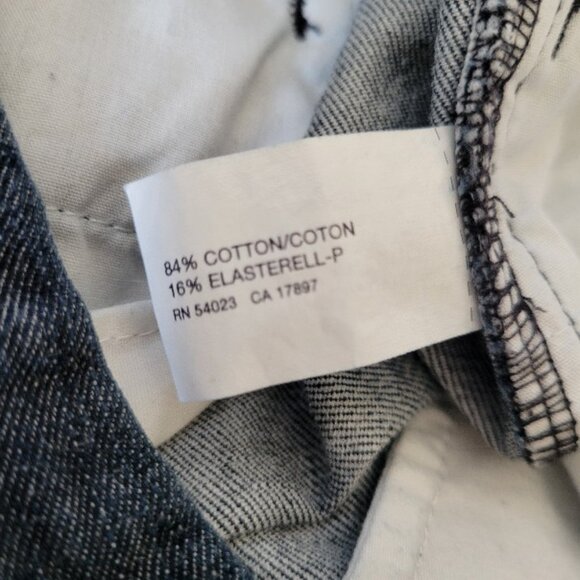 84% COTTON/COTON
16% ELASTERELL-P
RN 54023 CA 17897